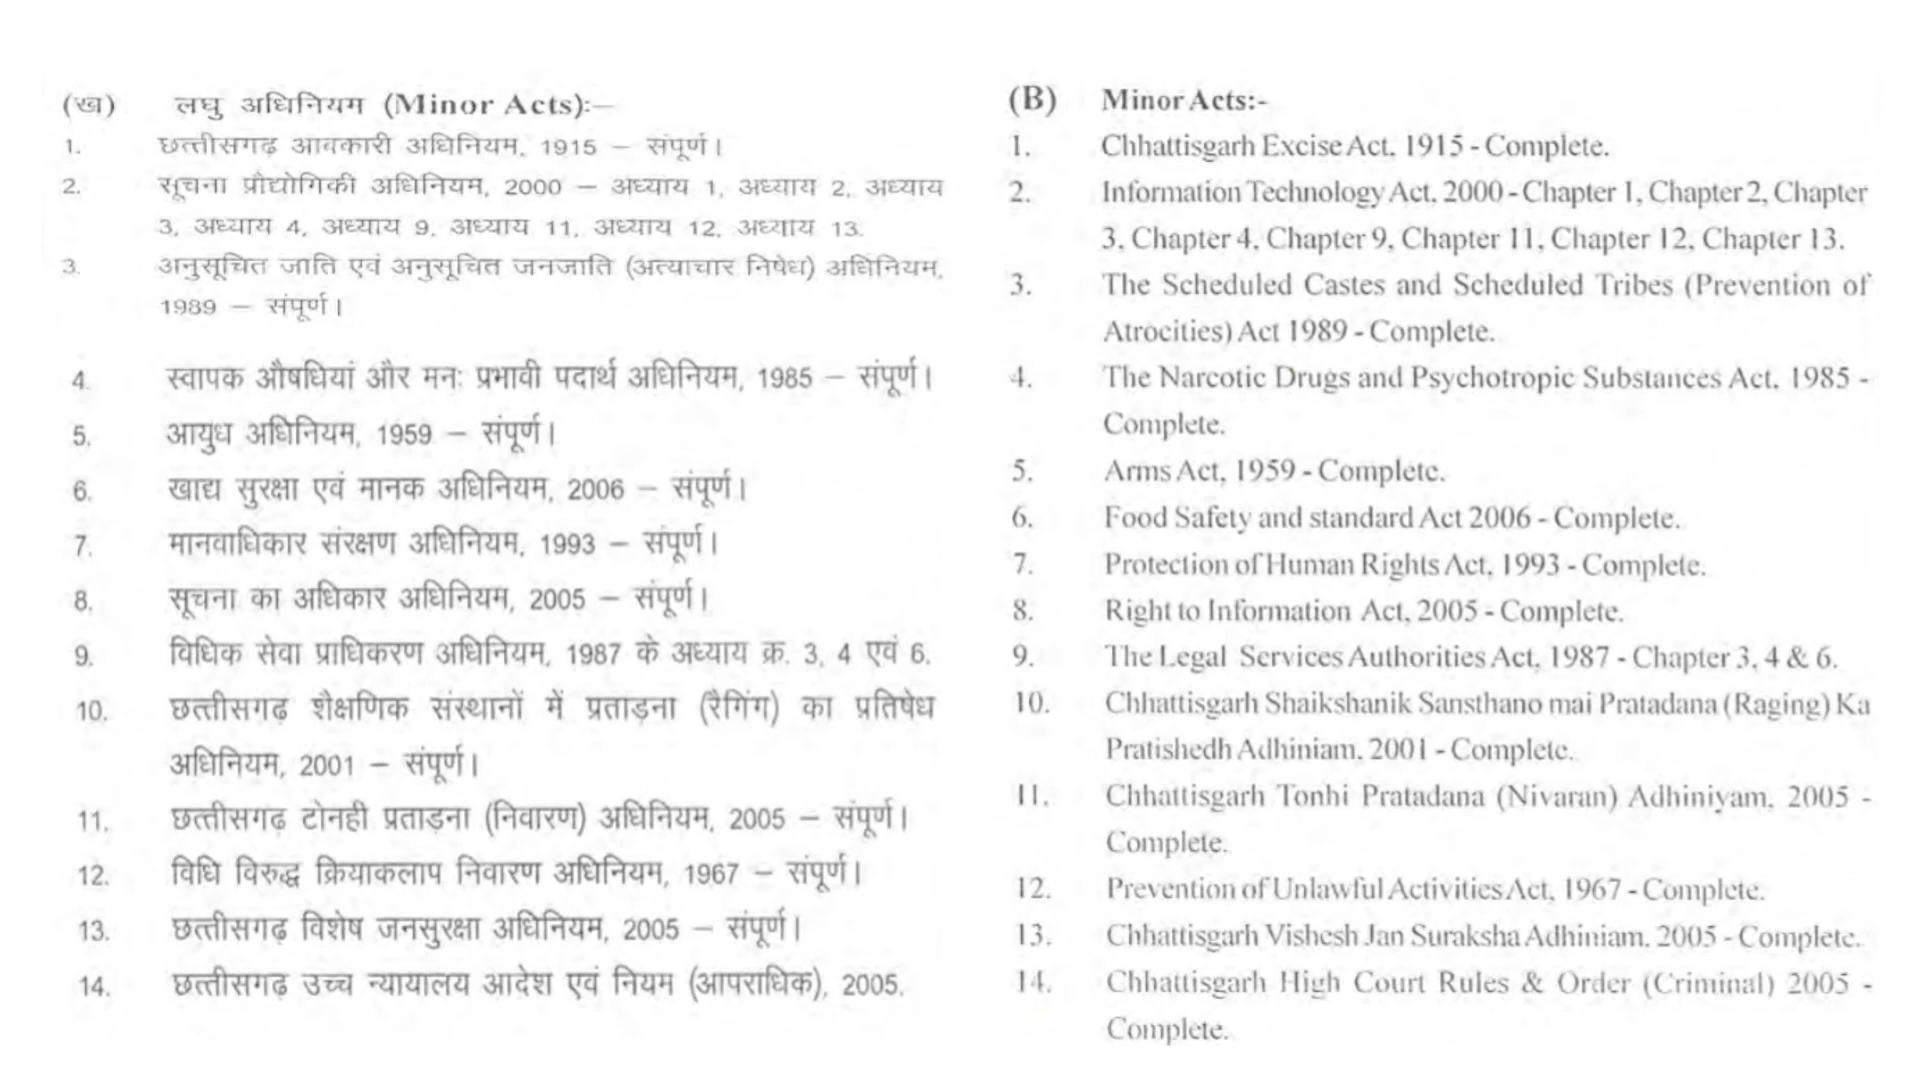 (ख) लघु अधिनियम (Minor Acts):–
1. छत्तीसगढ़ आबकारी अधिनियम, 1915 – संपूर्ण।
2. सूचना प्रौद्योगिकी अधिनियम, 2000 – अध्याय 1, अध्याय 2, अध्याय
3, अध्याय 4, अध्याय 9, अध्याय 11, अध्याय 12, अध्याय 13.
3. अनुसूचित जाति एवं अनुसूचित जनजाति (अत्याचार निषेध) अधिनियम,
1989 – संपूर्ण।
4. स्वापक औषधियां और मनः प्रभावी पदार्थ अधिनियम, 1985 – संपूर्ण।
5. आयुध अधिनियम, 1959 – संपूर्ण।
6. खाद्य सुरक्षा एवं मानक अधिनियम, 2006 – संपूर्ण।
7. मानवाधिकार संरक्षण अधिनियम, 1993 – संपूर्ण।
8. सूचना का अधिकार अधिनियम, 2005 – संपूर्ण।
9. विधिक सेवा प्राधिकरण अधिनियम, 1987 के अध्याय क्र. 3, 4 एवं 6.
10. छत्तीसगढ़ शैक्षणिक संस्थानों में प्रताड़ना (रैगिंग) का प्रतिषेध
अधिनियम, 2001 – संपूर्ण।
11. छत्तीसगढ़ टोनही प्रताड़ना (निवारण) अधिनियम, 2005 – संपूर्ण।
12. विधि विरुद्ध क्रियाकलाप निवारण अधिनियम, 1967 – संपूर्ण।
13. छत्तीसगढ़ विशेष जनसुरक्षा अधिनियम, 2005 – संपूर्ण।
14. छत्तीसगढ़ उच्च न्यायालय आदेश एवं नियम (आपराधिक), 2005.
(B) Minor Acts:-
1. Chhattisgarh Excise Act, 1915 - Complete.
2. Information Technology Act, 2000 - Chapter 1, Chapter 2, Chapter
3, Chapter 4, Chapter 9, Chapter 11, Chapter 12, Chapter 13.
3. The Scheduled Castes and Scheduled Tribes (Prevention of
Atrocities) Act 1989 - Complete.
4. The Narcotic Drugs and Psychotropic Substances Act, 1985 -
Complete.
5. Arms Act, 1959 - Complete.
6. Food Safety and standard Act 2006 - Complete.
7. Protection of Human Rights Act, 1993 - Complete.
8. Right to Information Act, 2005 - Complete.
9. The Legal Services Authorities Act, 1987 - Chapter 3, 4 & 6.
10. Chhattisgarh Shaikshanik Sansthano mai Pratadana (Raging) Ka
Pratishedh Adhiniam, 2001 - Complete.
11. Chhattisgarh Tonhi Pratadana (Nivaran) Adhiniyam, 2005 -
Complete.
12. Prevention of Unlawful Activities Act, 1967 - Complete.
13. Chhattisgarh Vishesh Jan Suraksha Adhiniam, 2005 - Complete.
14. Chhattisgarh High Court Rules & Order (Criminal) 2005 -
Complete.